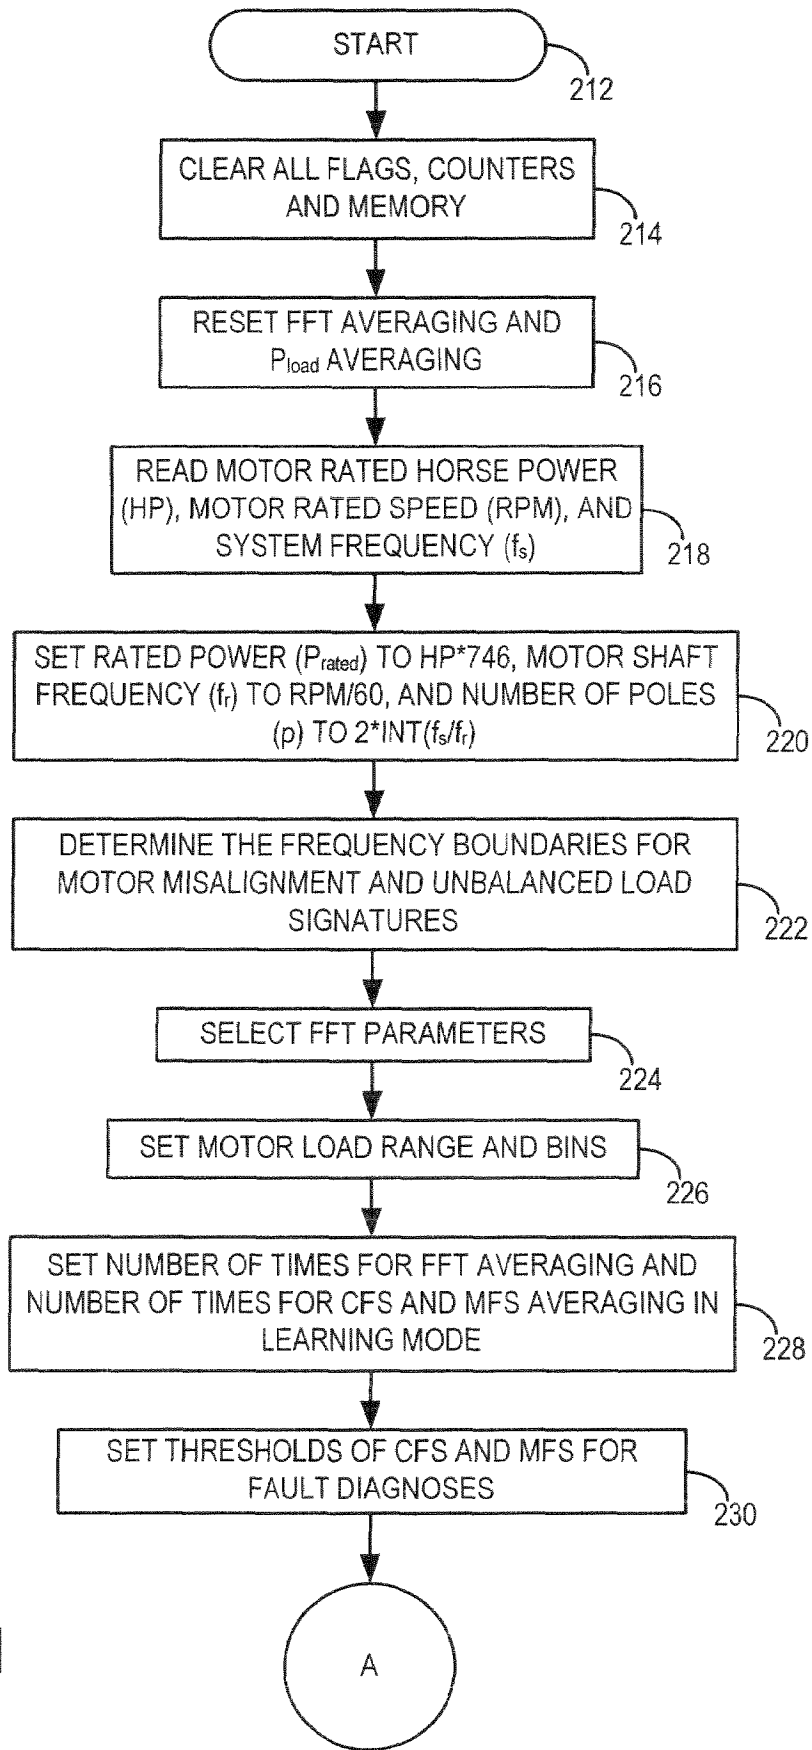 START
212
CLEAR ALL FLAGS, COUNTERS
AND MEMORY
214
RESET FFT AVERAGING AND
Pload AVERAGING
216
READ MOTOR RATED HORSE POWER
(HP), MOTOR RATED SPEED (RPM), AND
SYSTEM FREQUENCY (fs)
218
SET RATED POWER (Prated) TO HP*746, MOTOR SHAFT
FREQUENCY (fr) TO RPM/60, AND NUMBER OF POLES
(p) TO 2*INT(fs/fr)
220
DETERMINE THE FREQUENCY BOUNDARIES FOR
MOTOR MISALIGNMENT AND UNBALANCED LOAD
SIGNATURES
222
SELECT FFT PARAMETERS
224
SET MOTOR LOAD RANGE AND BINS
226
SET NUMBER OF TIMES FOR FFT AVERAGING AND
NUMBER OF TIMES FOR CFS AND MFS AVERAGING IN
LEARNING MODE
228
SET THRESHOLDS OF CFS AND MFS FOR
FAULT DIAGNOSES
230
A